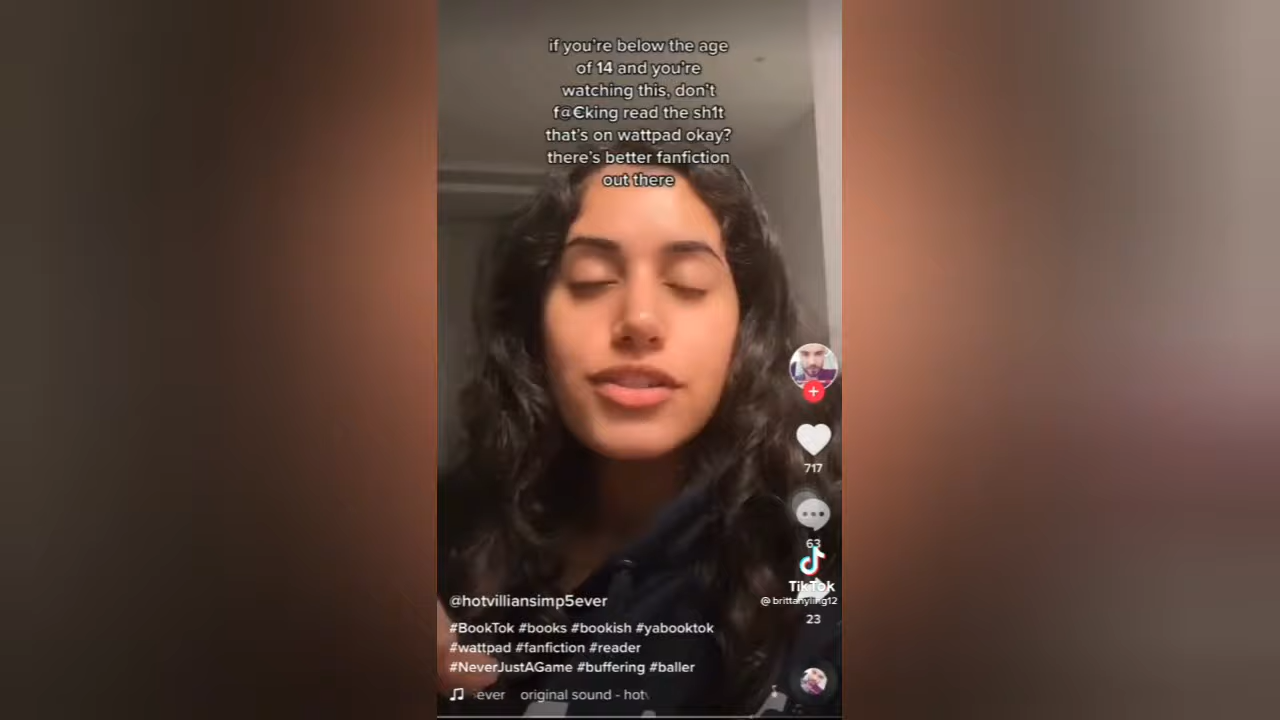 if you're below the age
of 14 and you're
watching this, don't
f@€king read the sh1t
that's on wattpad okay?
there's better fanfiction
out there
717
63
TikTok
@brittanyling12
23
@hotvilliansimp5ever
#BookTok #books #bookish #yabooktok
#wattpad #fanfiction #reader
#NeverJustAGame #buffering #baller
ever original sound - hot